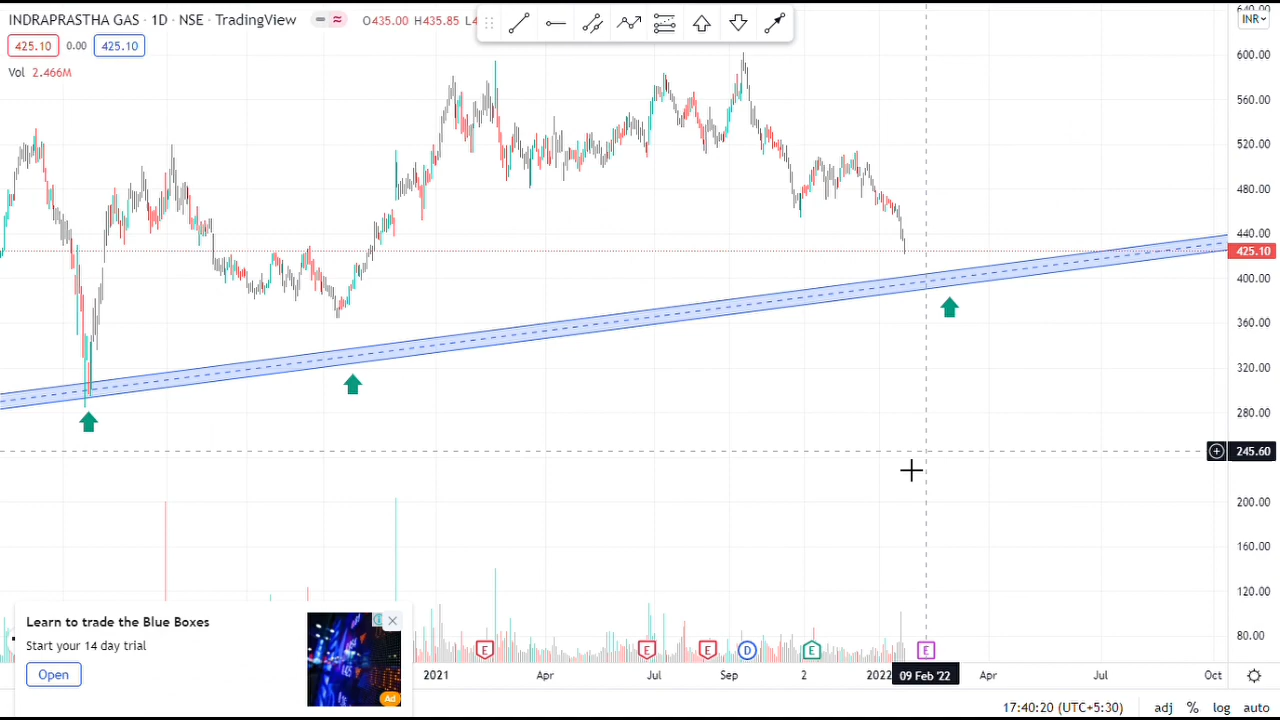 INDRAPRASTHA GAS · 1D · NSE · TradingView
O435.00 H435.85
425.10 0.00 425.10
Vol 2.466M
INR
600.00
560.00
520.00
480.00
440.00
425.10
400.00
360.00
320.00
280.00
245.60
200.00
160.00
120.00
80.00
E E E D E E
Learn to trade the Blue Boxes
Start your 14 day trial
Open
Ad
2021 Apr Jul Sep 2 2022 09 Feb '22 Apr Jul Oct
17:40:20 (UTC+5:30) adj % log auto